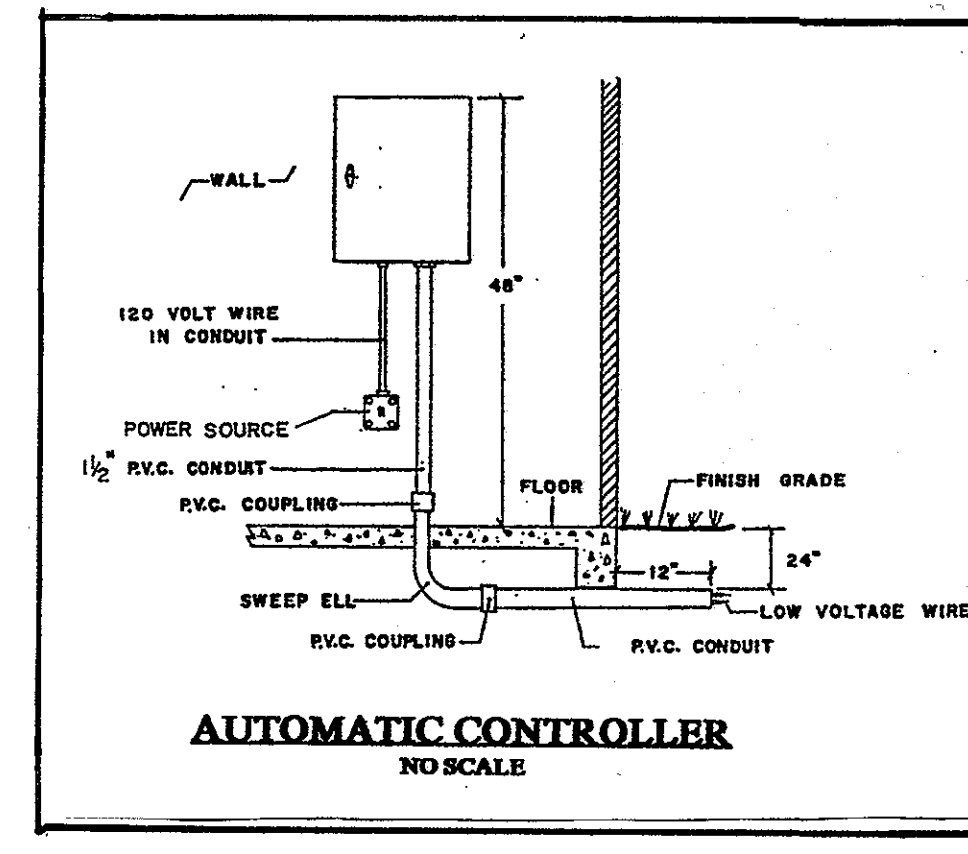 WALL
48"
120 VOLT WIRE
IN CONDUIT
POWER SOURCE
1½" P.V.C. CONDUIT
P.V.C. COUPLING
FLOOR
FINISH GRADE
24"
12"
SWEEP ELL
LOW VOLTAGE WIRE
P.V.C. COUPLING
P.V.C. CONDUIT
AUTOMATIC CONTROLLER
NO SCALE